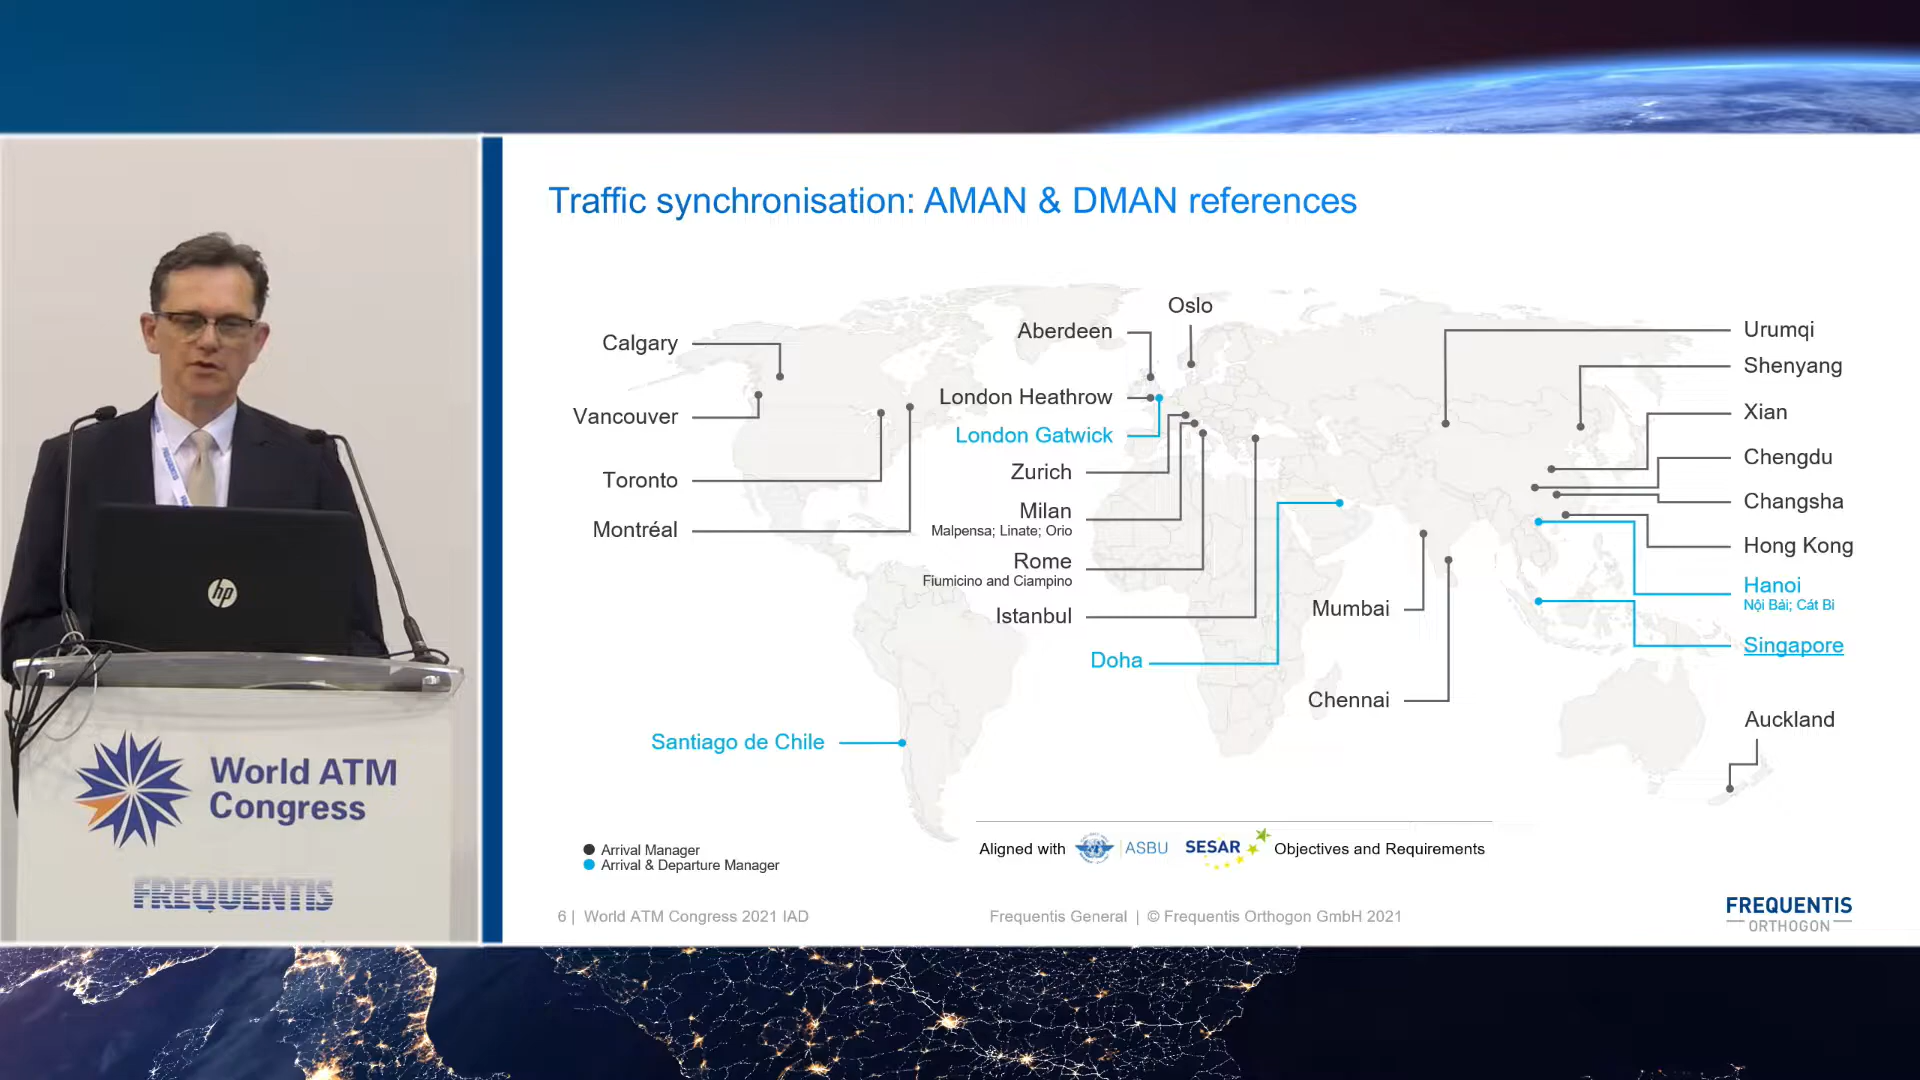 Traffic synchronisation: AMAN & DMAN references
Oslo
Aberdeen
Calgary
London Heathrow
Vancouver
London Gatwick
Zurich
Toronto
Milan
Malpensa; Linate; Orio
Montréal
Rome
Fiumicino and Ciampino
Istanbul
Doha
Santiago de Chile
Mumbai
Chennai
Urumqi
Shenyang
Xian
Chengdu
Changsha
Hong Kong
Hanoi
Nội Bài; Cát Bi
Singapore
Auckland
Arrival Manager
Arrival & Departure Manager
Aligned with ASBU SESAR Objectives and Requirements
6 | World ATM Congress 2021 IAD
Frequentis General | © Frequentis Orthogon GmbH 2021
FREQUENTIS
ORTHOGON
hp
World ATM
Congress
FREQUENTIS